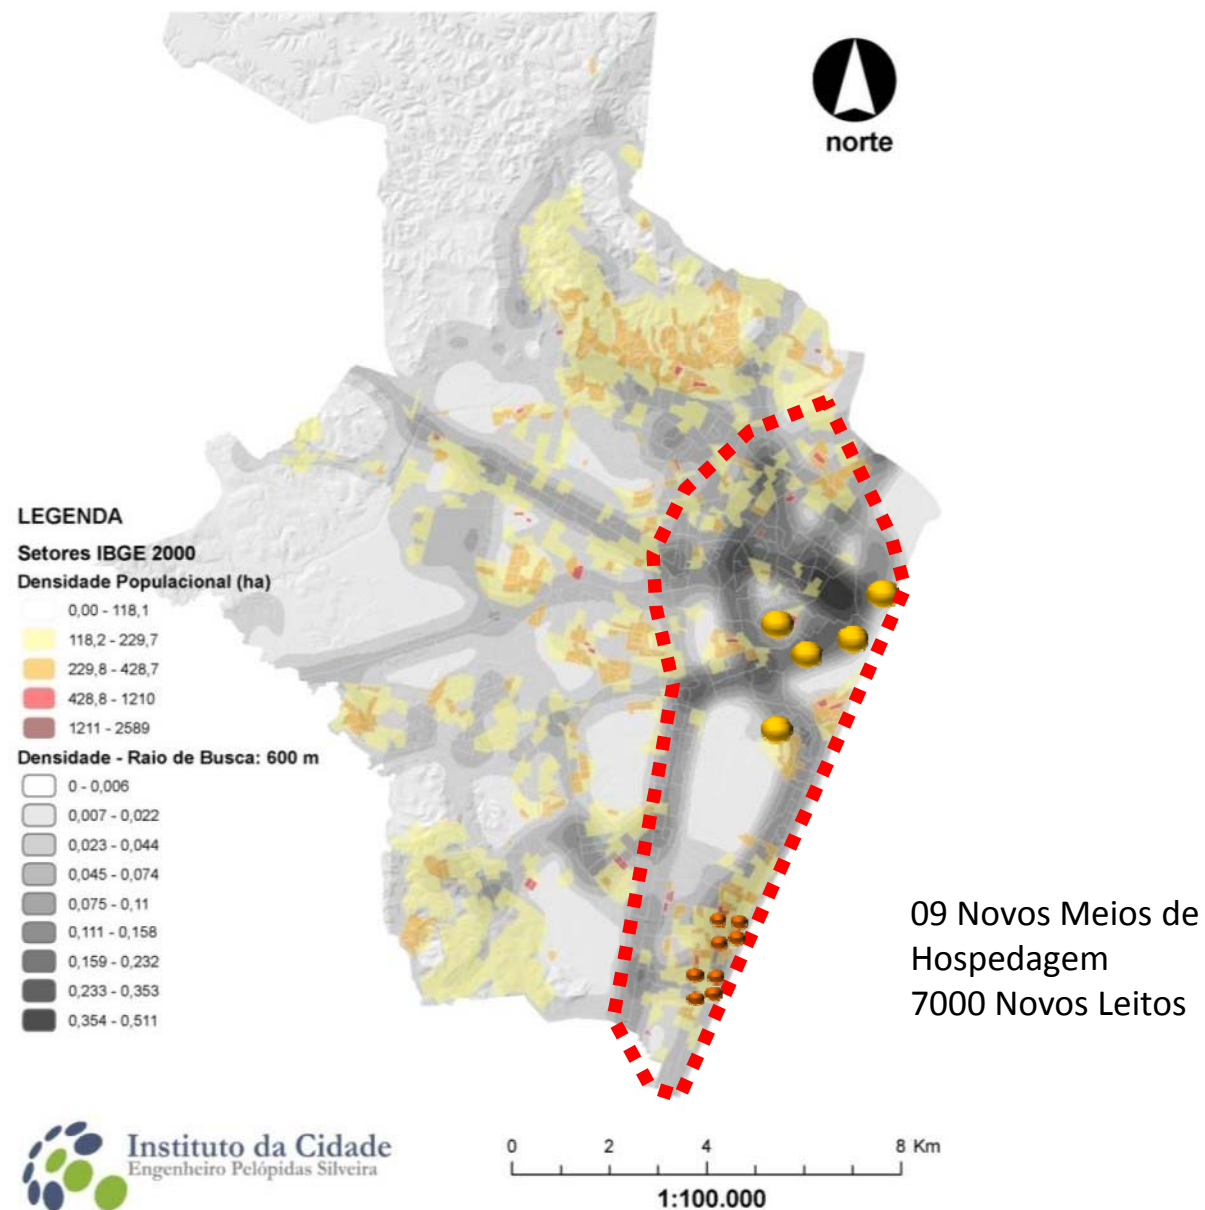 norte
LEGENDA
Setores IBGE 2000
Densidade Populacional (ha)
0,00 - 118,1
118,2 - 229,7
229,8 - 428,7
428,8 - 1210
1211 - 2589
Densidade - Raio de Busca: 600 m
0 - 0,006
0,007 - 0,022
0,023 - 0,044
0,045 - 0,074
0,075 - 0,11
0,111 - 0,158
0,159 - 0,232
0,233 - 0,353
0,354 - 0,511
09 Novos Meios de
Hospedagem
7000 Novos Leitos
Instituto da Cidade
Engenheiro Pelópidas Silveira
0 2 4 8 Km
1:100.000